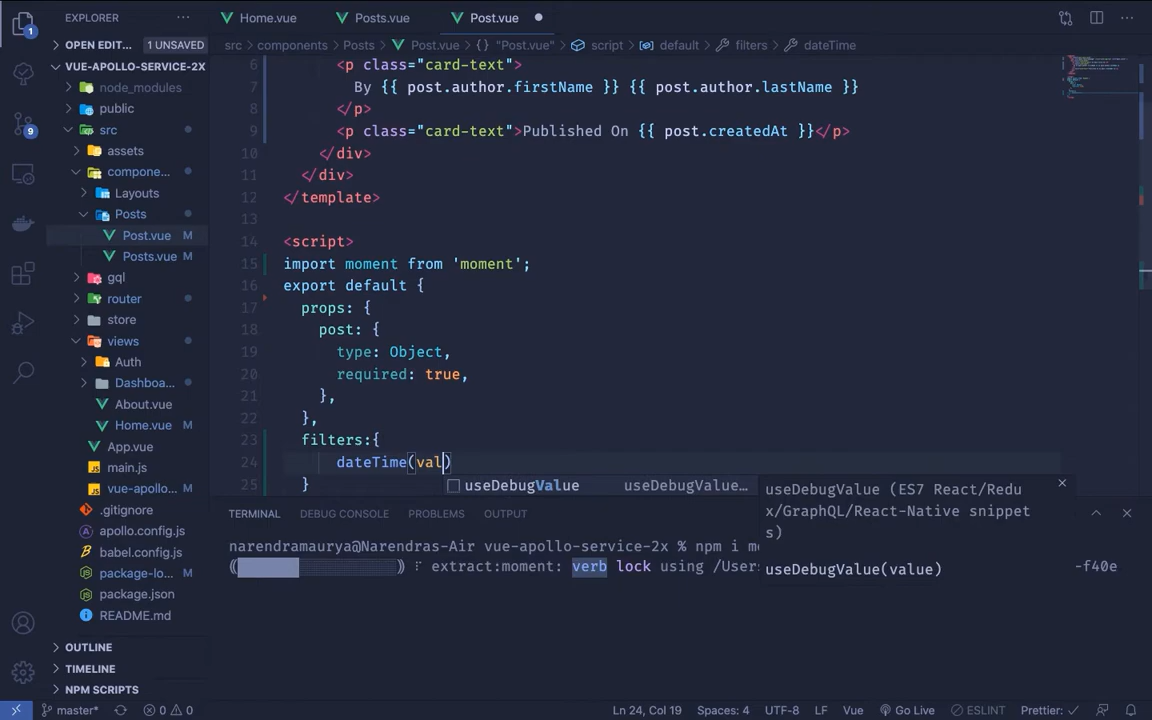 EXPLORER
Home.vue
Posts.vue
Post.vue
OPEN EDIT...
1 UNSAVED
src > components > Posts > Post.vue > {} "Post.vue" > script > default > filters > dateTime
VUE-APOLLO-SERVICE-2X
node_modules
public
src
assets
compone...
Layouts
Posts
Post.vue M
Posts.vue M
gql
router
store
views
Auth
Dashboa...
About.vue
Home.vue M
App.vue
main.js
vue-apollo... M
.gitignore
apollo.config.js
babel.config.js
package-lo... M
package.json
README.md
OUTLINE
TIMELINE
NPM SCRIPTS
1
9
6 <p class="card-text">
7 By {{ post.author.firstName }} {{ post.author.lastName }}
8 </p>
9 <p class="card-text">Published On {{ post.createdAt }}</p>
10 </div>
11 </div>
12 </template>
13
14 <script>
15 import moment from 'moment';
16 export default {
17 props: {
18 post: {
19 type: Object,
20 required: true,
21 },
22 },
23 filters:{
24 dateTime(val)
25 }
useDebugValue useDebugValue...
useDebugValue (ES7 React/Redu
x/GraphQL/React-Native snippet
s)
useDebugValue(value)
TERMINAL
DEBUG CONSOLE
PROBLEMS
OUTPUT
narendramaurya@Narendras-Air vue-apollo-service-2x % npm i mo
extract:moment: verb lock using /User -f40e
master*
0 0
Ln 24, Col 19
Spaces: 4
UTF-8
LF
Vue
Go Live
ESLINT
Prettier: ✓